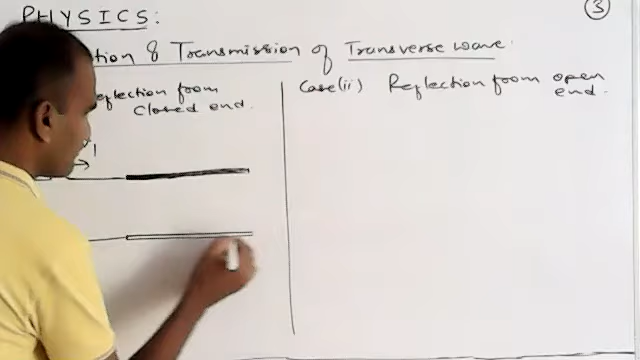 PHYSICS:
3
tion & Transmission of Transverse wave.
eflection from
closed end.
Case(ii) Reflection from open
end.